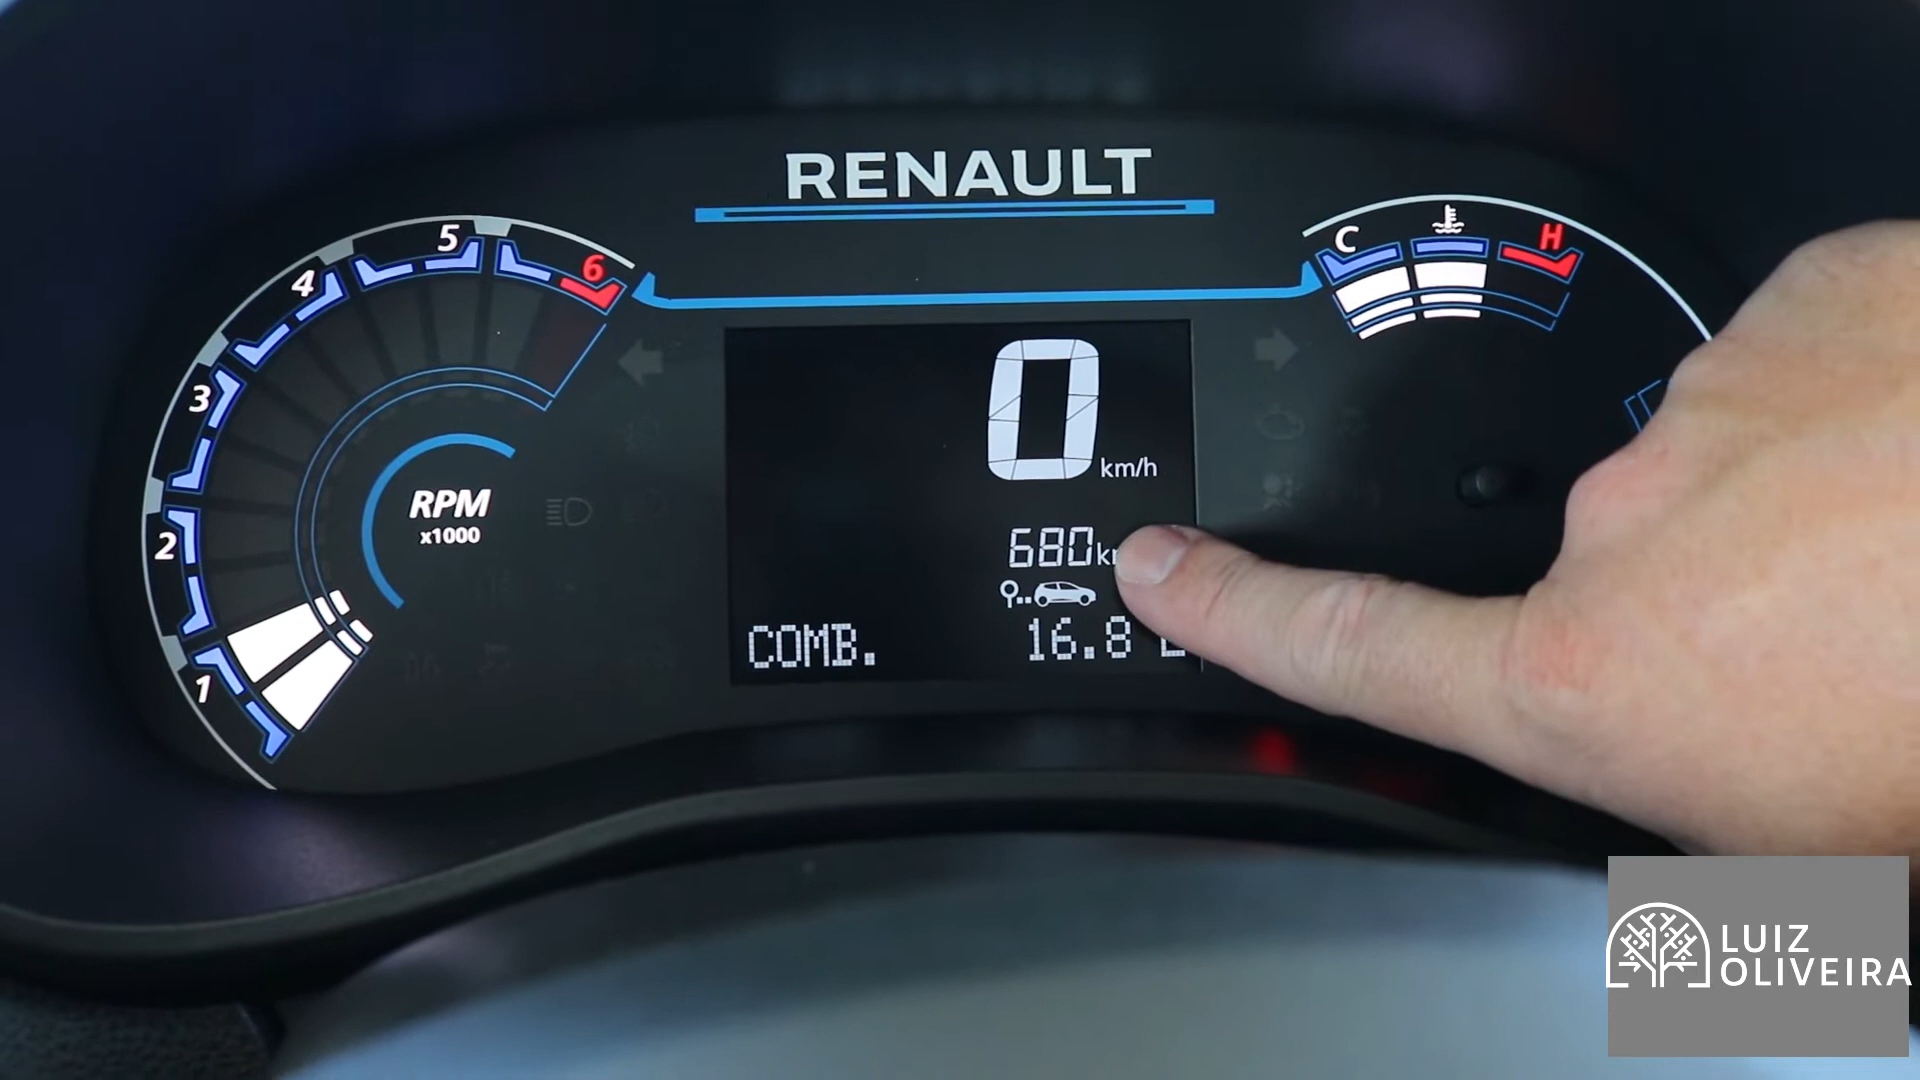 RENAULT
5
6
4
3
2
1
RPM
x1000
C
H
0
km/h
680
COMB.
16.8
LUIZ
OLIVEIRA